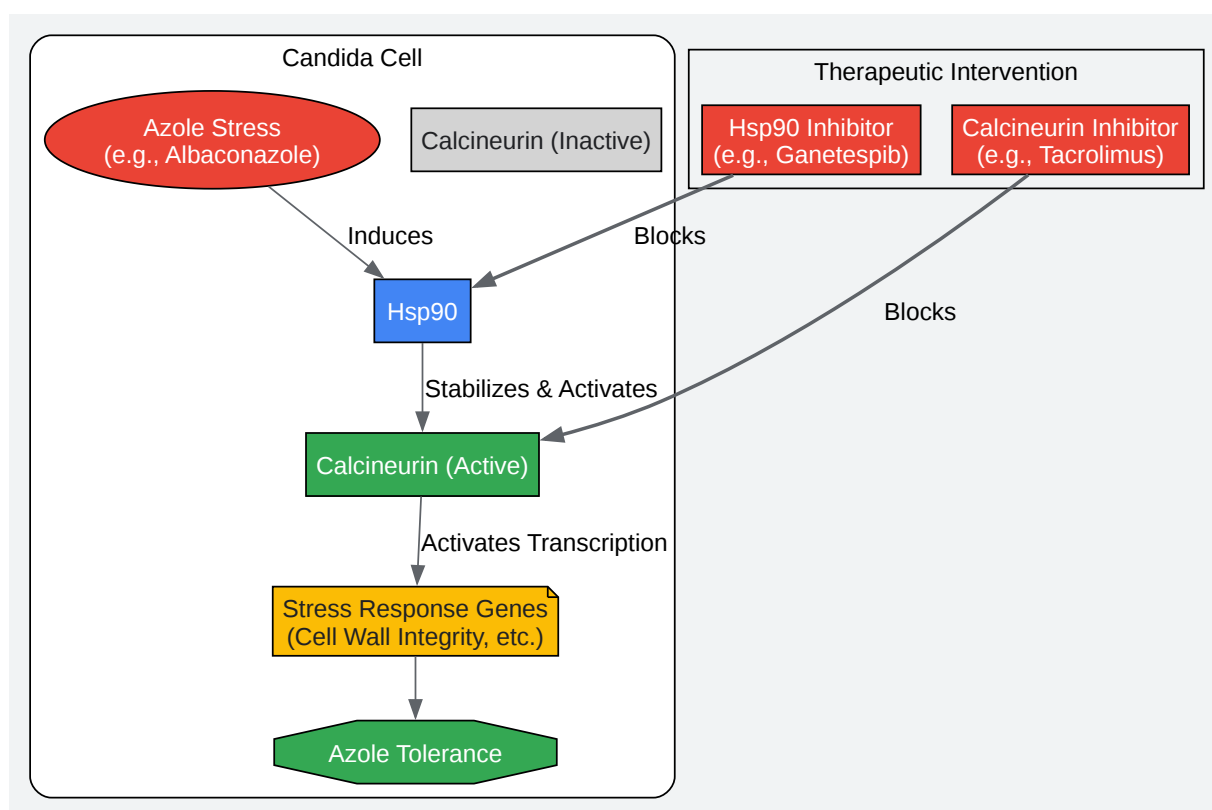 Candida Cell
Therapeutic Intervention
Azole Stress
(e.g., Albaconazole)
Calcineurin (Inactive)
Hsp90 Inhibitor
(e.g., Ganetespib)
Calcineurin Inhibitor
(e.g., Tacrolimus)
Induces
Blocks
Hsp90
Blocks
Stabilizes & Activates
Calcineurin (Active)
Activates Transcription
Stress Response Genes
(Cell Wall Integrity, etc.)
Azole Tolerance